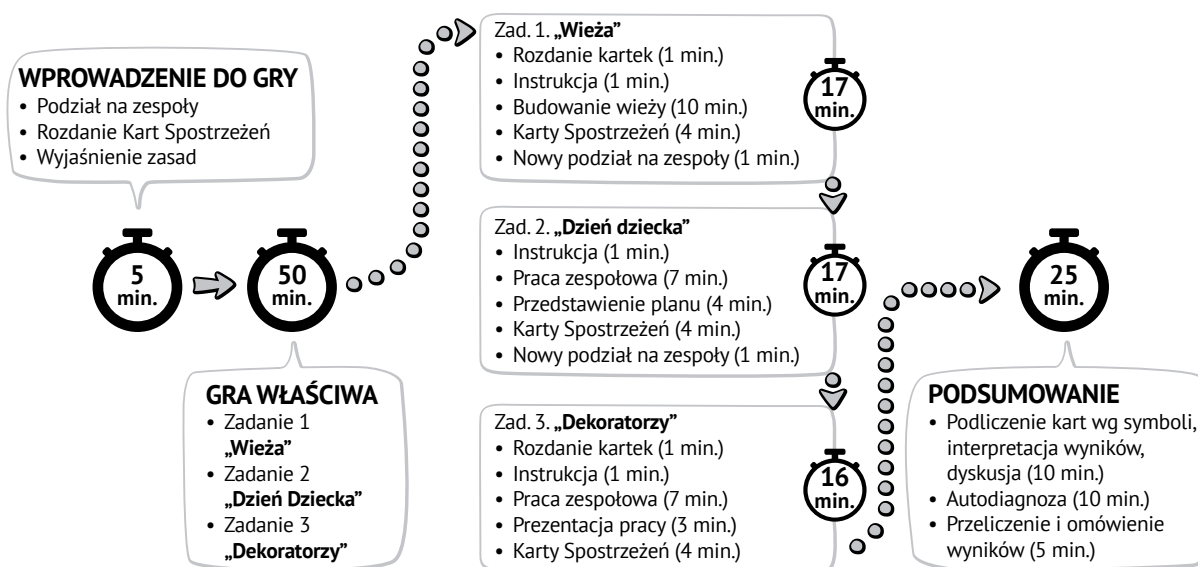 WPROWADZENIE DO GRY
• Podział na zespoły
• Rozdanie Kart Spostrzeżeń
• Wyjaśnienie zasad
5
min.
50
min.
GRA WŁAŚCIWA
• Zadanie 1
„Wieża”
• Zadanie 2
„Dzień Dziecka”
• Zadanie 3
„Dekoratorzy”
Zad. 1. „Wieża”
• Rozdanie kartek (1 min.)
• Instrukcja (1 min.)
• Budowanie wieży (10 min.)
• Karty Spostrzeżeń (4 min.)
• Nowy podział na zespoły (1 min.)
17
min.
Zad. 2. „Dzień dziecka”
• Instrukcja (1 min.)
• Praca zespołowa (7 min.)
• Przedstawienie planu (4 min.)
• Karty Spostrzeżeń (4 min.)
• Nowy podział na zespoły (1 min.)
17
min.
Zad. 3. „Dekoratorzy”
• Rozdanie kartek (1 min.)
• Instrukcja (1 min.)
• Praca zespołowa (7 min.)
• Prezentacja pracy (3 min.)
• Karty Spostrzeżeń (4 min.)
16
min.
25
min.
PODSUMOWANIE
• Podliczenie kart wg symboli,
interpretacja wyników,
dyskusja (10 min.)
• Autodiagnoza (10 min.)
• Przeliczenie i omówienie
wyników (5 min.)